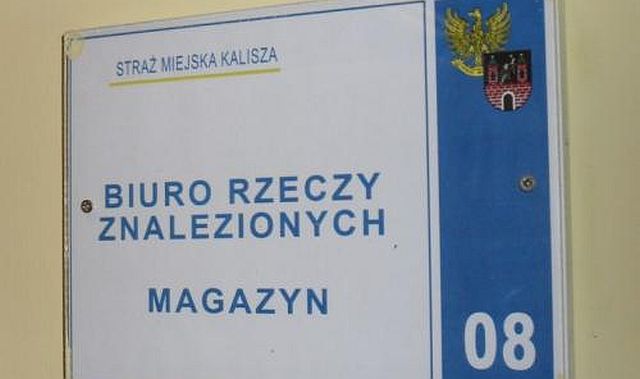 STRAŻ MIEJSKA KALISZA
BIURO RZECZY
ZNALEZIONYCH
MAGAZYN
08